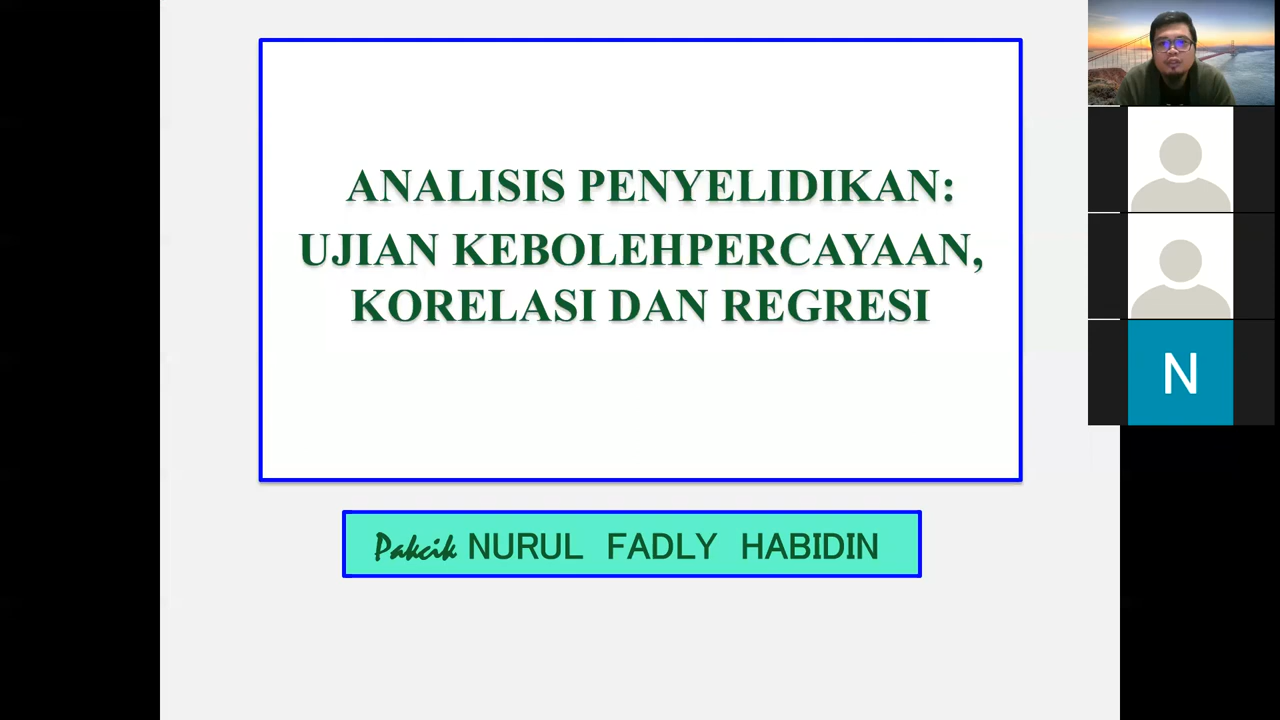 ANALISIS PENYELIDIKAN:
UJIAN KEBOLEHPERCAYAAN,
KORELASI DAN REGRESI
Pakcik NURUL FADLY HABIDIN
N